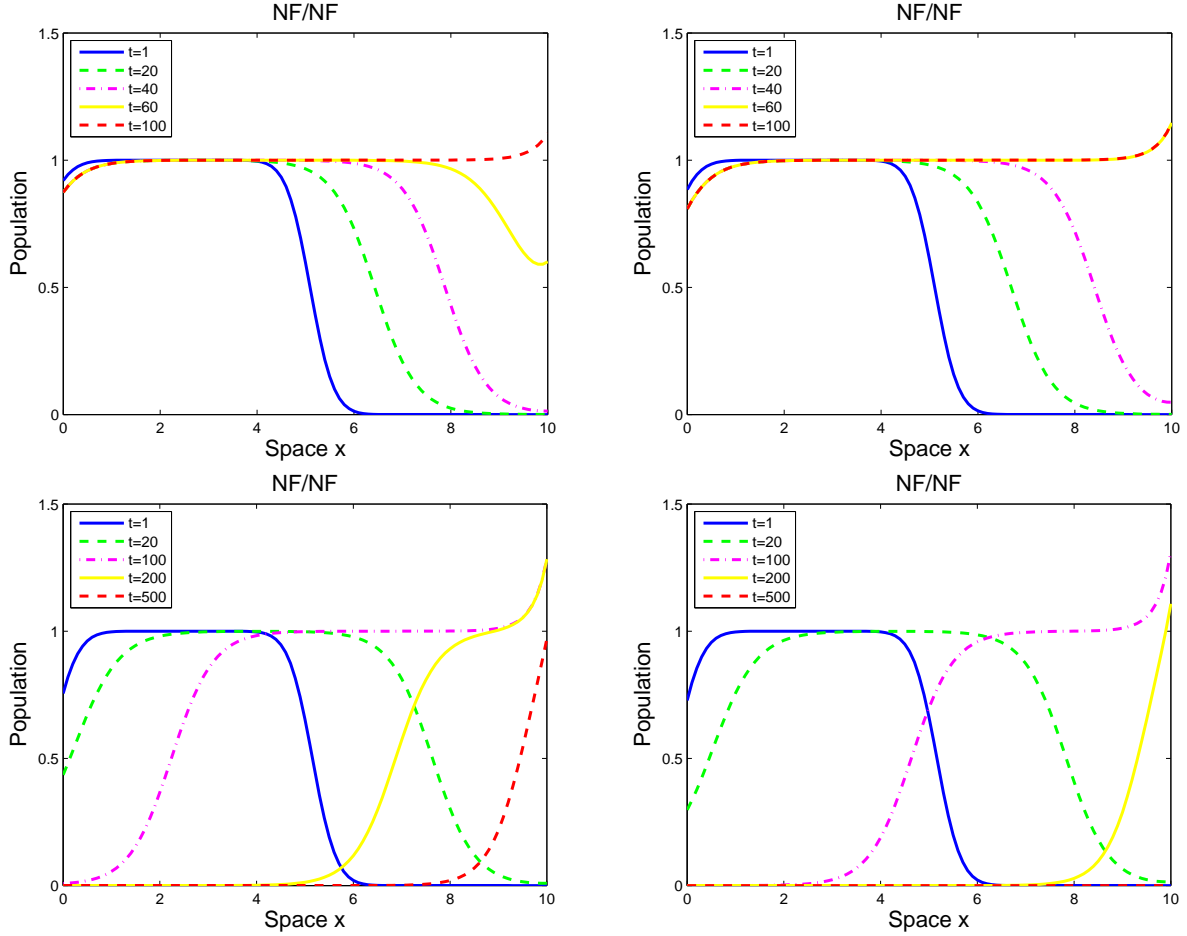 NF/NF
1.5
1
0.5
0
t=1
t=20
t=40
t=60
t=100
Population
0 2 4 6 8 10
Space x
NF/NF
1.5
1
0.5
0
t=1
t=20
t=40
t=60
t=100
Population
0 2 4 6 8 10
Space x
NF/NF
1.5
1
0.5
0
t=1
t=20
t=100
t=200
t=500
Population
0 2 4 6 8 10
Space x
NF/NF
1.5
1
0.5
0
t=1
t=20
t=100
t=200
t=500
Population
0 2 4 6 8 10
Space x